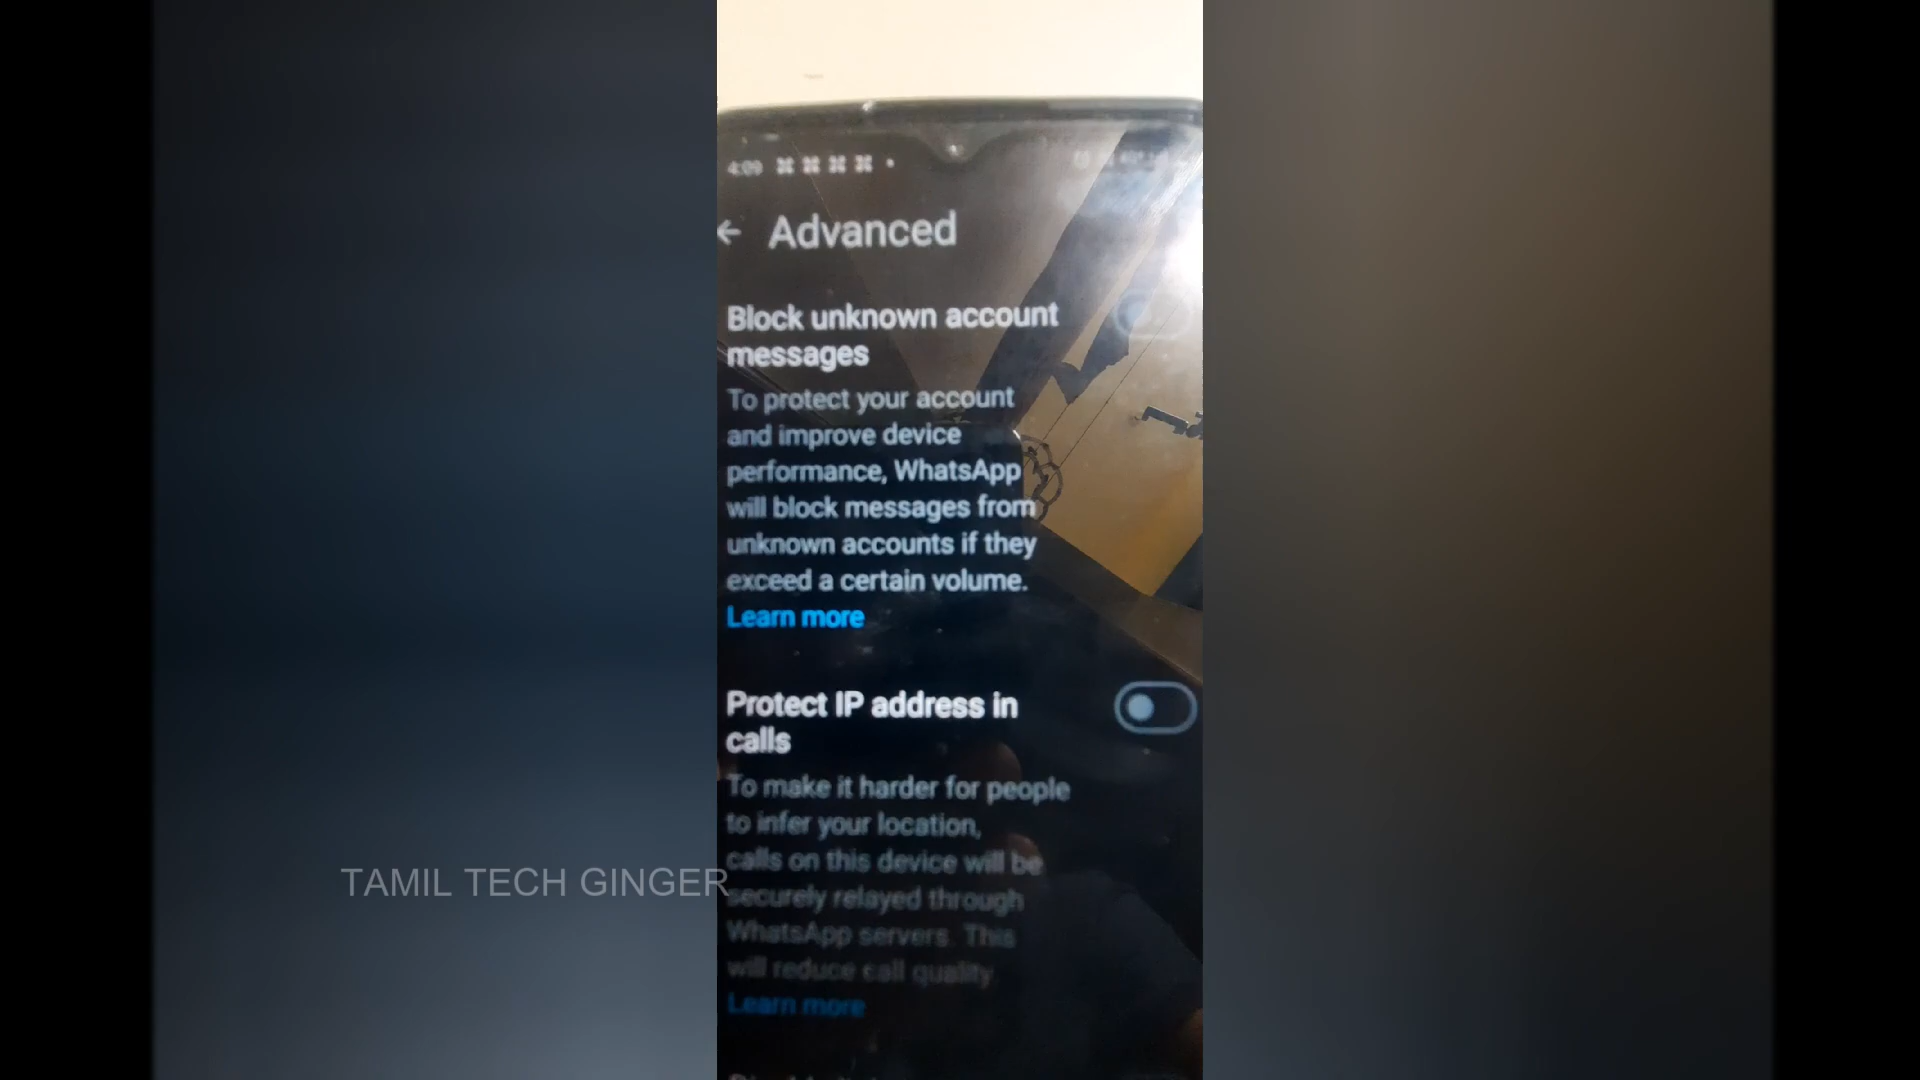 4:09
Advanced
Block unknown account
messages
To protect your account
and improve device
performance, WhatsApp
will block messages from
unknown accounts if they
exceed a certain volume.
Learn more
Protect IP address in
calls
To make it harder for people
to infer your location,
calls on this device will be
securely relayed through
WhatsApp servers. This
will reduce call quality.
Learn more
TAMIL TECH GINGER